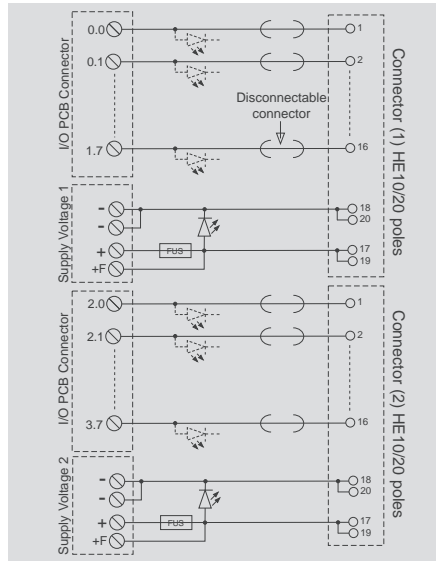 I/O PCB Connector
0.0
1
0.1
2
Disconnectable
connector
1.7
16
Connector (1) HE10/20 poles
Supply Voltage 1
-
18
20
-
+
FUS
17
19
+F
I/O PCB Connector
2.0
1
2.1
2
3.7
16
Connector (2) HE10/20 poles
Supply Voltage 2
-
18
20
-
+
FUS
17
19
+F